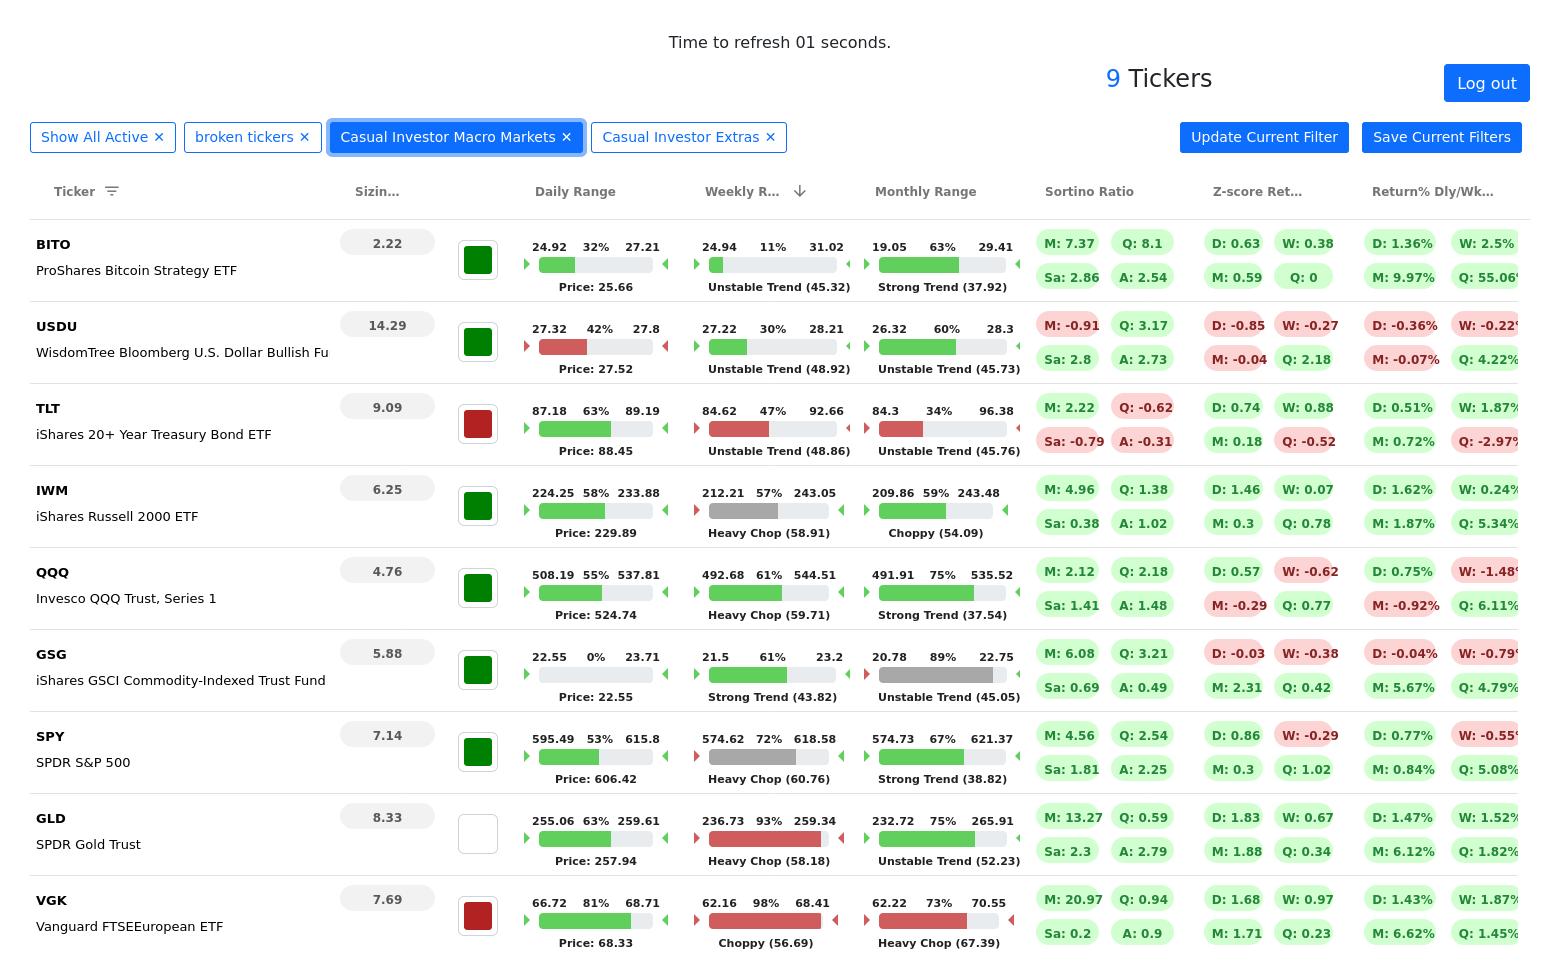 Time to refresh 01 seconds.
9 Tickers
Log out
Show All Active ✕ broken tickers ✕ Casual Investor Macro Markets ✕ Casual Investor Extras ✕ Update Current Filter Save Current Filters
Ticker Sizin... Daily Range Weekly R... Monthly Range Sortino Ratio Z-score Ret... Return% Dly/Wk...
BITO 2.22 24.92 32% 27.21 24.94 11% 31.02 19.05 63% 29.41 M: 7.37 Q: 8.1 D: 0.63 W: 0.38 D: 1.36% W: 2.5%
ProShares Bitcoin Strategy ETF Price: 25.66 Unstable Trend (45.32) Strong Trend (37.92) Sa: 2.86 A: 2.54 M: 0.59 Q: 0 M: 9.97% Q: 55.06%
USDU 14.29 27.32 42% 27.8 27.22 30% 28.21 26.32 60% 28.3 M: -0.91 Q: 3.17 D: -0.85 W: -0.27 D: -0.36% W: -0.22%
WisdomTree Bloomberg U.S. Dollar Bullish Fu Price: 27.52 Unstable Trend (48.92) Unstable Trend (45.73) Sa: 2.8 A: 2.73 M: -0.04 Q: 2.18 M: -0.07% Q: 4.22%
TLT 9.09 87.18 63% 89.19 84.62 47% 92.66 84.3 34% 96.38 M: 2.22 Q: -0.62 D: 0.74 W: 0.88 D: 0.51% W: 1.87%
iShares 20+ Year Treasury Bond ETF Price: 88.45 Unstable Trend (48.86) Unstable Trend (45.76) Sa: -0.79 A: -0.31 M: 0.18 Q: -0.52 M: 0.72% Q: -2.97%
IWM 6.25 224.25 58% 233.88 212.21 57% 243.05 209.86 59% 243.48 M: 4.96 Q: 1.38 D: 1.46 W: 0.07 D: 1.62% W: 0.24%
iShares Russell 2000 ETF Price: 229.89 Heavy Chop (58.91) Choppy (54.09) Sa: 0.38 A: 1.02 M: 0.3 Q: 0.78 M: 1.87% Q: 5.34%
QQQ 4.76 508.19 55% 537.81 492.68 61% 544.51 491.91 75% 535.52 M: 2.12 Q: 2.18 D: 0.57 W: -0.62 D: 0.75% W: -1.48%
Invesco QQQ Trust, Series 1 Price: 524.74 Heavy Chop (59.71) Strong Trend (37.54) Sa: 1.41 A: 1.48 M: -0.29 Q: 0.77 M: -0.92% Q: 6.11%
GSG 5.88 22.55 0% 23.71 21.5 61% 23.2 20.78 89% 22.75 M: 6.08 Q: 3.21 D: -0.03 W: -0.38 D: -0.04% W: -0.79%
iShares GSCI Commodity-Indexed Trust Fund Price: 22.55 Strong Trend (43.82) Unstable Trend (45.05) Sa: 0.69 A: 0.49 M: 2.31 Q: 0.42 M: 5.67% Q: 4.79%
SPY 7.14 595.49 53% 615.8 574.62 72% 618.58 574.73 67% 621.37 M: 4.56 Q: 2.54 D: 0.86 W: -0.29 D: 0.77% W: -0.55%
SPDR S&P 500 Price: 606.42 Heavy Chop (60.76) Strong Trend (38.82) Sa: 1.81 A: 2.25 M: 0.3 Q: 1.02 M: 0.84% Q: 5.08%
GLD 8.33 255.06 63% 259.61 236.73 93% 259.34 232.72 75% 265.91 M: 13.27 Q: 0.59 D: 1.83 W: 0.67 D: 1.47% W: 1.52%
SPDR Gold Trust Price: 257.94 Heavy Chop (58.18) Unstable Trend (52.23) Sa: 2.3 A: 2.79 M: 1.88 Q: 0.34 M: 6.12% Q: 1.82%
VGK 7.69 66.72 81% 68.71 62.16 98% 68.41 62.22 73% 70.55 M: 20.97 Q: 0.94 D: 1.68 W: 0.97 D: 1.43% W: 1.87%
Vanguard FTSEEuropean ETF Price: 68.33 Choppy (56.69) Heavy Chop (67.39) Sa: 0.2 A: 0.9 M: 1.71 Q: 0.23 M: 6.62% Q: 1.45%